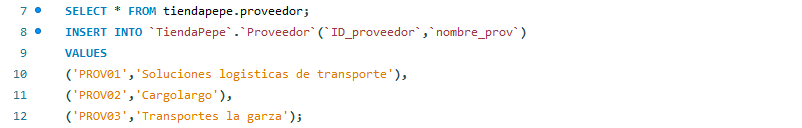 7 SELECT * FROM tiendapepe.proveedor;
8 INSERT INTO `TiendaPepe`.`Proveedor`(`ID_proveedor`,`nombre_prov`)
9 VALUES
10 ('PROV01','Soluciones logisticas de transporte'),
11 ('PROV02','Cargolargo'),
12 ('PROV03','Transportes la garza');